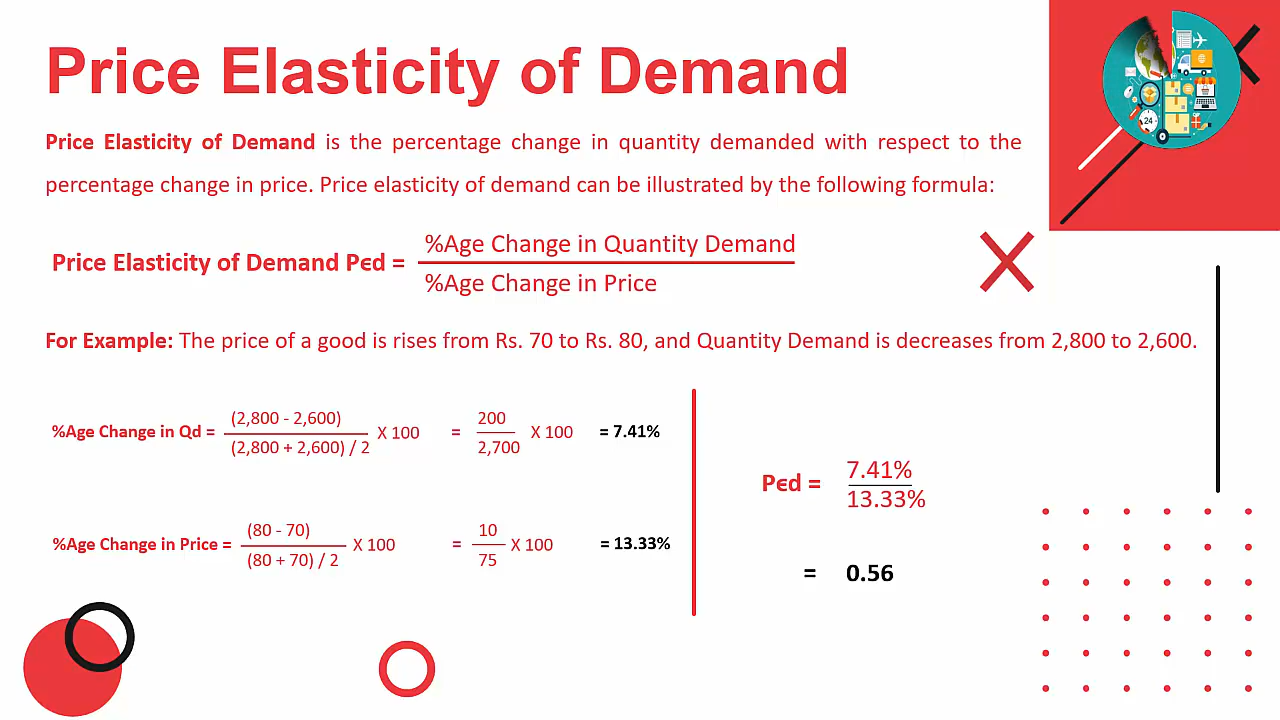 Price Elasticity of Demand
Price Elasticity of Demand is the percentage change in quantity demanded with respect to the
percentage change in price. Price elasticity of demand can be illustrated by the following formula:
Price Elasticity of Demand Pϵd = %Age Change in Quantity Demand
%Age Change in Price
For Example: The price of a good is rises from Rs. 70 to Rs. 80, and Quantity Demand is decreases from 2,800 to 2,600.
%Age Change in Qd = (2,800 - 2,600) / (2,800 + 2,600) / 2 X 100 = 200 / 2,700 X 100 = 7.41%
%Age Change in Price = (80 - 70) / (80 + 70) / 2 X 100 = 10 / 75 X 100 = 13.33%
Pϵd = 7.41%
13.33%
= 0.56
24